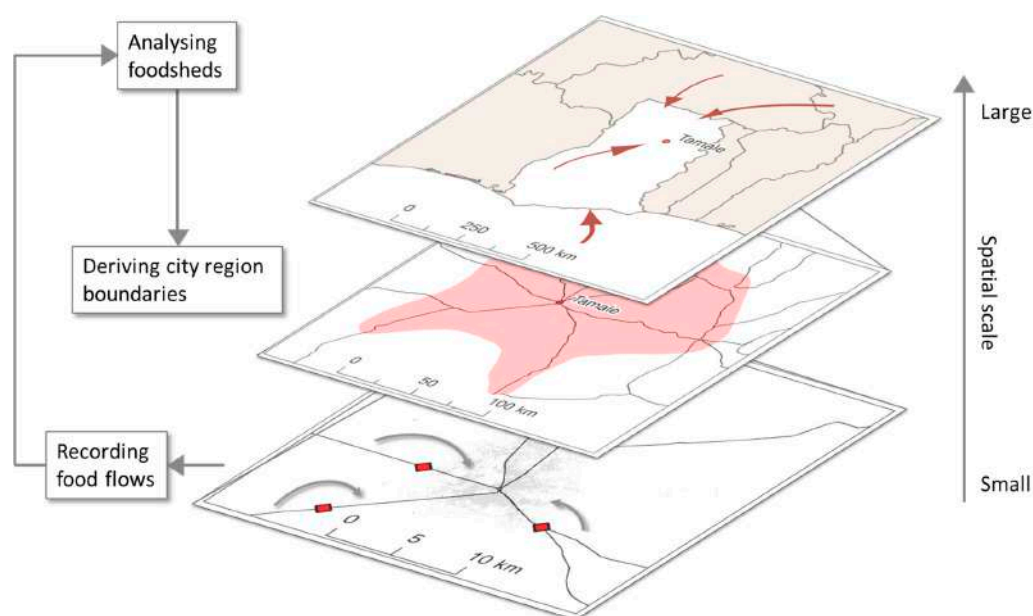 Analysing
foodsheds
Deriving city region
boundaries
Recording
food flows
Tamale
0
250
500 km
Tamale
0
50
100 km
0
5
10 km
Large
Spatial scale
Small